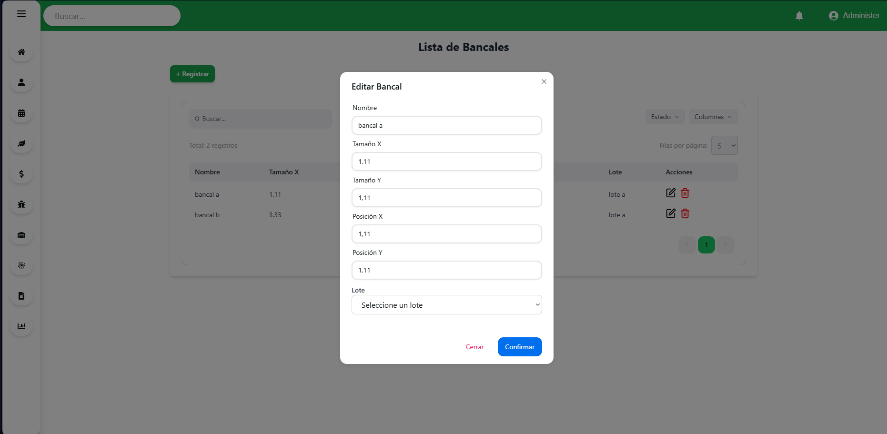 Buscar...
Administer
Lista de Bancales
+ Registrar
Buscar...
Estado
Columnas
Total: 2 registros
Filas por página: 5
Nombre
Tamaño X
Lote
Acciones
bancal a
1,11
lote a
bancal b
3,33
lote a
1
Editar Bancal
Nombre
bancal a
Tamaño X
1,11
Tamaño Y
1,11
Posición X
1,11
Posición Y
1,11
Lote
Seleccione un lote
Cerrar
Confirmar